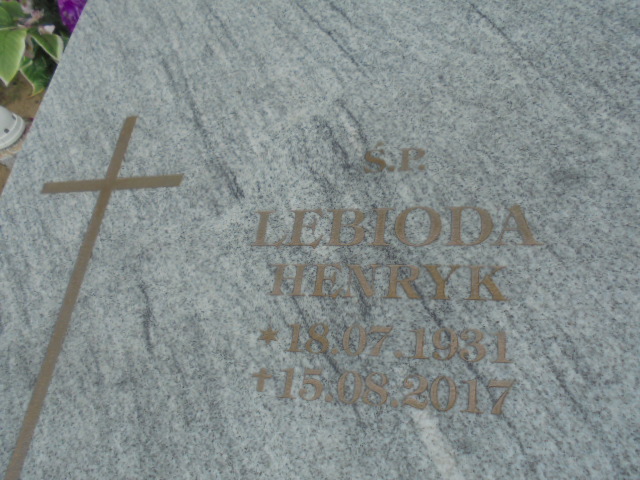 Ś.P.
LEBIODA
HENRYK
* 18.07.1931
† 15.08.2017